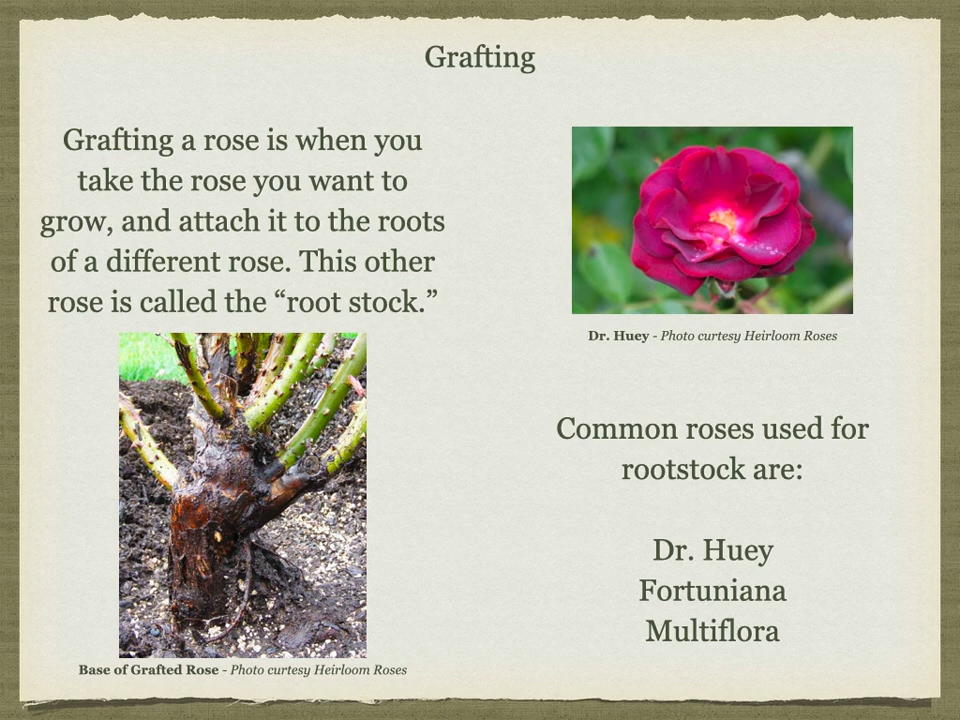 Grafting
Grafting a rose is when you
take the rose you want to
grow, and attach it to the roots
of a different rose. This other
rose is called the “root stock.”
Base of Grafted Rose - Photo curtesy Heirloom Roses
Dr. Huey - Photo curtesy Heirloom Roses
Common roses used for
rootstock are:
Dr. Huey
Fortuniana
Multiflora